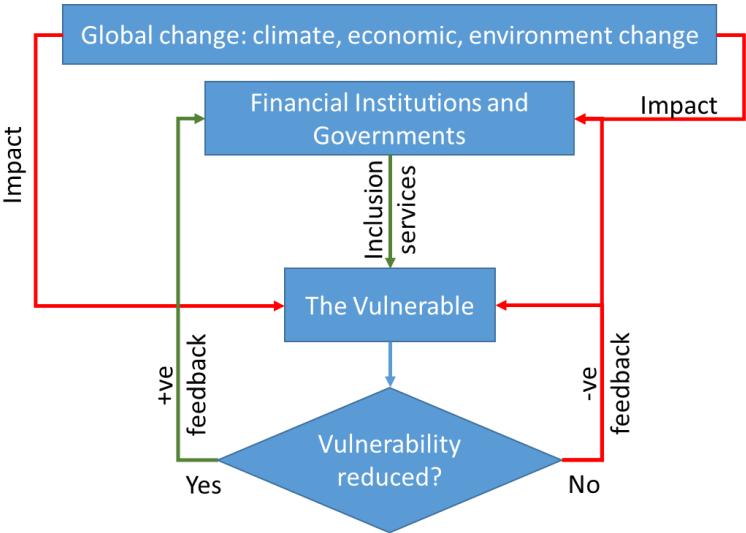 Global change: climate, economic, environment change
Financial Institutions and
Governments
Impact
Impact
Inclusion
services
The Vulnerable
+ve
feedback
-ve
feedback
Vulnerability
reduced?
Yes
No